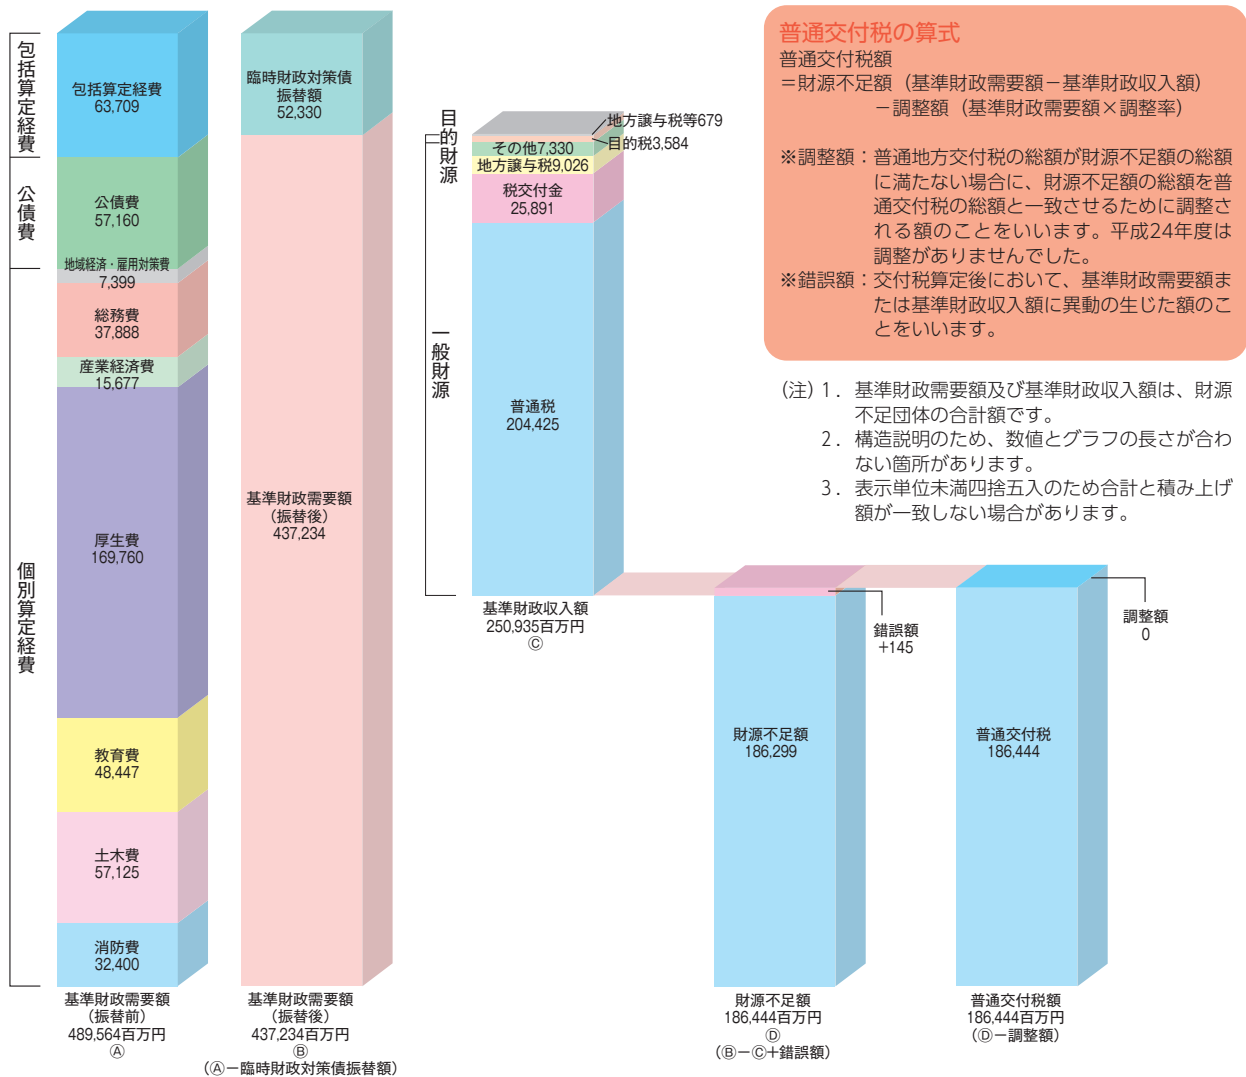 包括算定経費
公債費
個別算定経費
包括算定経費
63,709
公債費
57,160
地域経済・雇用対策費
7,399
総務費
37,888
産業経済費
15,677
厚生費
169,760
教育費
48,447
土木費
57,125
消防費
32,400
基準財政需要額
（振替前）
489,564百万円
Ⓐ
臨時財政対策債
振替額
52,330
基準財政需要額
（振替後）
437,234
基準財政需要額
（振替後）
437,234百万円
Ⓑ
（Ⓐ－臨時財政対策債振替額）
目的財源
一般財源
地方譲与税等679
目的税3,584
その他7,330
地方譲与税9,026
税交付金
25,891
普通税
204,425
基準財政収入額
250,935百万円
Ⓒ
錯誤額
+145
財源不足額
186,299
財源不足額
186,444百万円
Ⓓ
（Ⓑ－Ⓒ＋錯誤額）
調整額
0
普通交付税
186,444
普通交付税額
186,444百万円
（Ⓓ－調整額）
普通交付税の算式
普通交付税額
＝財源不足額（基準財政需要額－基準財政収入額）
－調整額（基準財政需要額×調整率）
※調整額：普通地方交付税の総額が財源不足額の総額
に満たない場合に、財源不足額の総額を普
通交付税の総額と一致させるために調整さ
れる額のことをいいます。平成24年度は
調整がありませんでした。
※錯誤額：交付税算定後において、基準財政需要額ま
たは基準財政収入額に異動の生じた額のこ
とをいいます。
（注）1．基準財政需要額及び基準財政収入額は、財源
不足団体の合計額です。
2．構造説明のため、数値とグラフの長さが合わ
ない箇所があります。
3．表示単位未満四捨五入のため合計と積み上げ
額が一致しない場合があります。